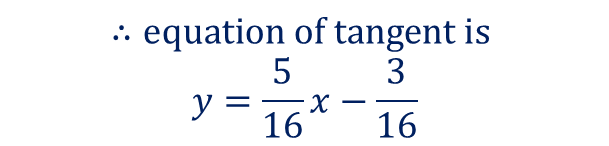 ∴ equation of tangent is
y = 5/16 x − 3/16